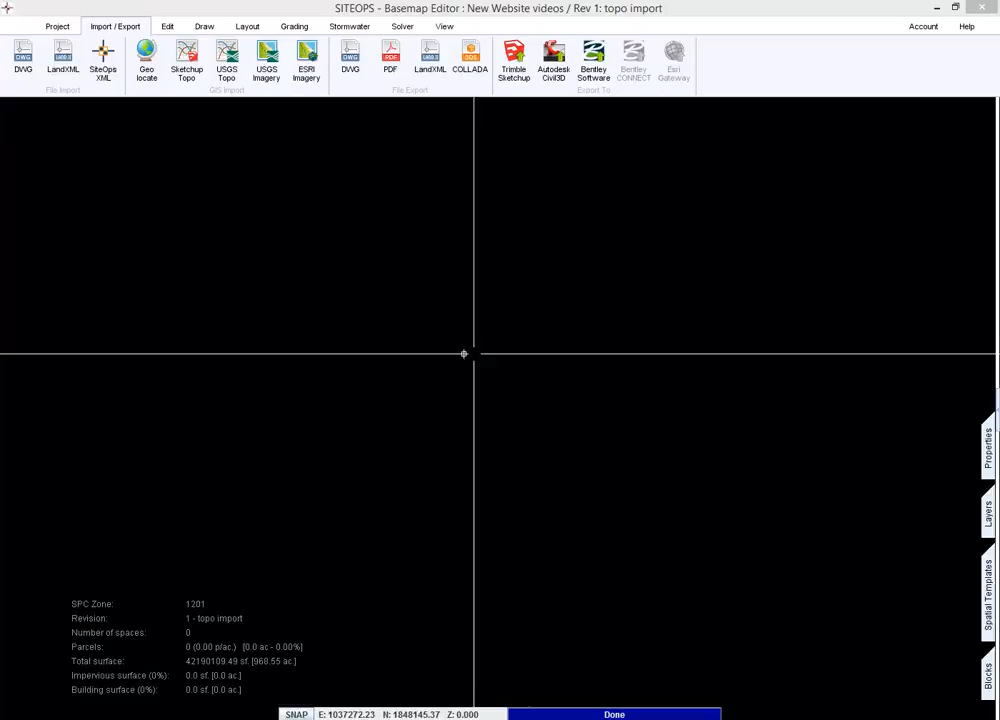 SITEOPS - Basemap Editor : New Website videos / Rev 1: topo import
Project Import / Export Edit Draw Layout Grading Stormwater Solver View Account Help
DWG LandXML SiteOps XML Geo locate Sketchup Topo USGS Topo USGS Imagery ESRI Imagery DWG PDF LandXML COLLADA Trimble Sketchup Autodesk Civil3D Bentley Software Bentley CONNECT Esri Gateway
File Import GIS Import File Export Export To
Properties
Layers
Spatial Templates
Blocks
SPC Zone: 1201
Revision: 1 - topo import
Number of spaces: 0
Parcels: 0 (0.00 p/ac.) [0.0 ac - 0.00%]
Total surface: 42190109.49 sf. [968.55 ac.]
Impervious surface (0%): 0.0 sf. [0.0 ac.]
Building surface (0%): 0.0 sf. [0.0 ac.]
SNAP E: 1037272.23 N: 1848145.37 Z: 0.000 Done